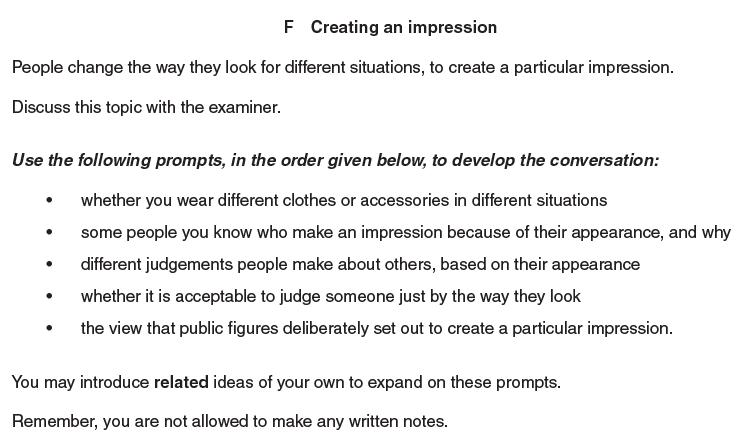 F Creating an impression
People change the way they look for different situations, to create a particular impression.
Discuss this topic with the examiner.
Use the following prompts, in the order given below, to develop the conversation:
• whether you wear different clothes or accessories in different situations
• some people you know who make an impression because of their appearance, and why
• different judgements people make about others, based on their appearance
• whether it is acceptable to judge someone just by the way they look
• the view that public figures deliberately set out to create a particular impression.
You may introduce related ideas of your own to expand on these prompts.
Remember, you are not allowed to make any written notes.